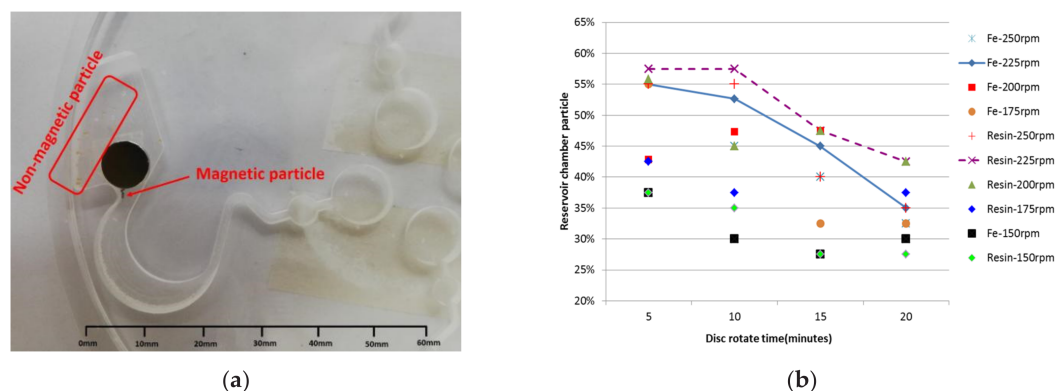 Non-magnetic particle
Magnetic particle
0mm 10mm 20mm 30mm 40mm 50mm 60mm
(a)
65%
60%
55%
50%
45%
40%
35%
30%
25%
20%
Reservoir chamber particle
5 10 15 20
Disc rotate time(minutes)
Fe-250rpm
Fe-225rpm
Fe-200rpm
Fe-175rpm
Resin-250rpm
Resin-225rpm
Resin-200rpm
Resin-175rpm
Fe-150rpm
Resin-150rpm
(b)